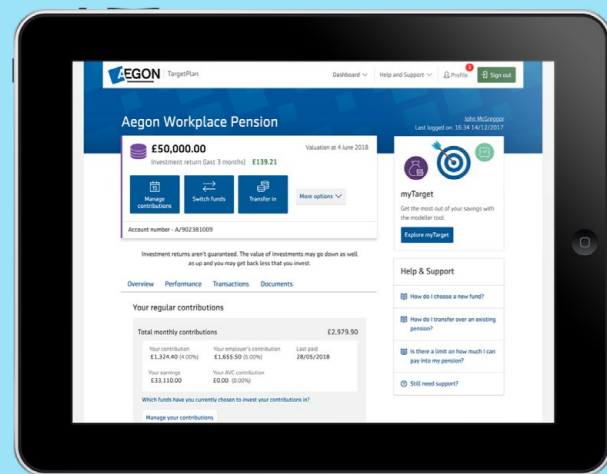 AEGON TargetPlan
Dashboard
Help and Support
Profile
3
Sign out
John McGreggor
Last logged on: 16:34 14/12/2017
Aegon Workplace Pension
£50,000.00
Valuation at 4 June 2018
Investment return (last 3 months) £139.21
Manage
contributions
Switch funds
Transfer in
More options
Account number - A/902381009
Investment returns aren't guaranteed. The value of investments may go down as well
as up and you may get back less that you invest.
Overview Performance Transactions Documents
Your regular contributions
Total monthly contributions £2,979.90
Your contribution Your employer's contribution Last paid
£1,324.40 (4.00%) £1,655.50 (5.00%) 28/05/2018
Your earnings Your AVC contribution
£33,110.00 £0.00 (0.00%)
Which funds have you currently chosen to invest your contributions in?
Manage your contributions
myTarget
Get the most out of your savings with
the modeller tool.
Explore myTarget
Help & Support
How do I choose a new fund?
How do I transfer over an existing
pension?
Is there a limit on how much I can
pay into my pension?
Still need support?